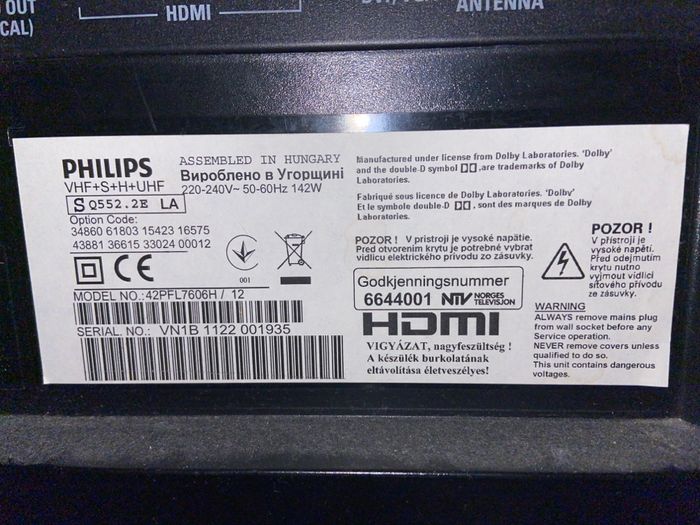 OUT
CAL)
HDMI
ANTENNA
PHILIPS
VHF+S+H+UHF
S Q552.2E LA
Option Code:
34860 61803 15423 16575
43881 36615 33024 00012
CE
MODEL NO.:42PFL7606H / 12
SERIAL. NO.: VN1B 1122 001935
ASSEMBLED IN HUNGARY
Вироблено в Угорщині
220-240V~ 50-60Hz 142W
001
Manufactured under license from Dolby Laboratories. 'Dolby'
and the double-D symbol DD ,are trademarks of Dolby
Laboratories.
Fabriqué sous licence de Dolby Laboratories. 'Dolby'
Et le symbole double-D DD , sont des marques de Dolby
Laboratories.
POZOR ! V pristroji je vysoké napätie.
Pred otvorením krytu je potrebné vybrať
vidlicu elektrického prívodu zo zásuvky.
Godkjenningsnummer
6644001 NTV NORGES
TELEVISJON
HDMI
VIGYÁZAT, nagyfeszültség !
A készülék burkolatának
eltávolítása életveszélyes!
POZOR !
V přístroji je
vysoké napětí.
Před odejmutím
krytu nutno
vyjmout vidlici
síťového přívodu
ze zásuvky.
WARNING
ALWAYS remove mains plug
from wall socket before any
Service operation.
NEVER remove covers unless
qualified to do so.
This unit contains dangerous
voltages.